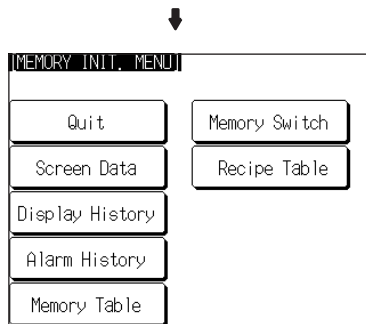 [MEMORY INIT. MENU]
Quit
Memory Switch
Screen Data
Recipe Table
Display History
Alarm History
Memory Table